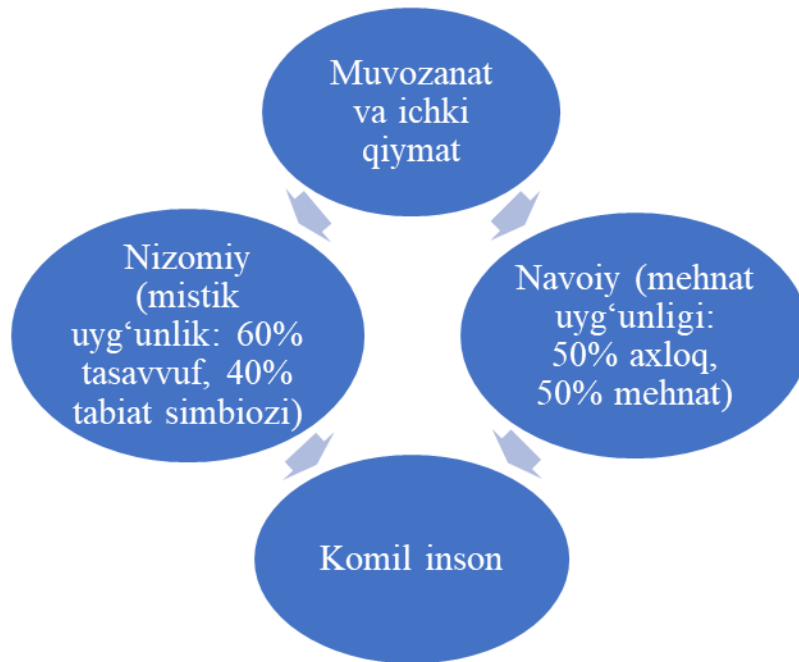 Muvozanat
va ichki
qiymat
Nizomiy
(mistik
uyg‘unlik: 60%
tasavvuf, 40%
tabiat simbiozi)
Navoiy (mehnat
uyg‘unligi:
50% axloq,
50% mehnat)
Komil inson